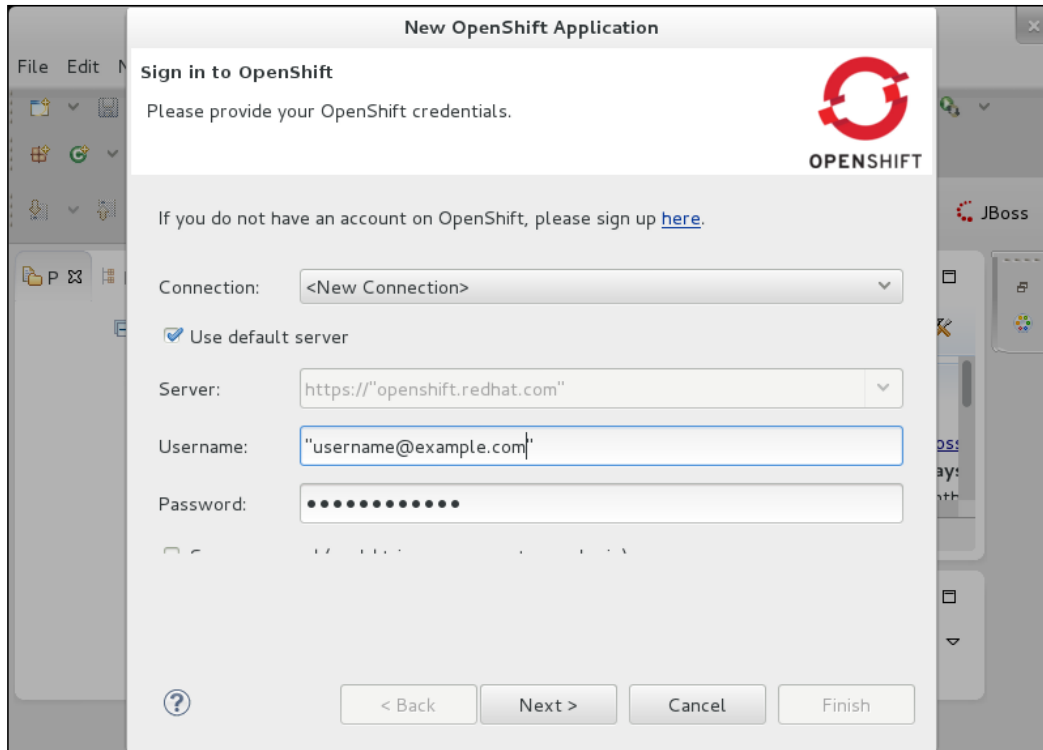 New OpenShift Application
File Edit N
Sign in to OpenShift
Please provide your OpenShift credentials.
OPENSHIFT
If you do not have an account on OpenShift, please sign up here.
JBoss
P
Connection: <New Connection>
Use default server
Server: https://"openshift.redhat.com"
Username: "username@example.com"
Password: ••••••••••••
< Back Next > Cancel Finish